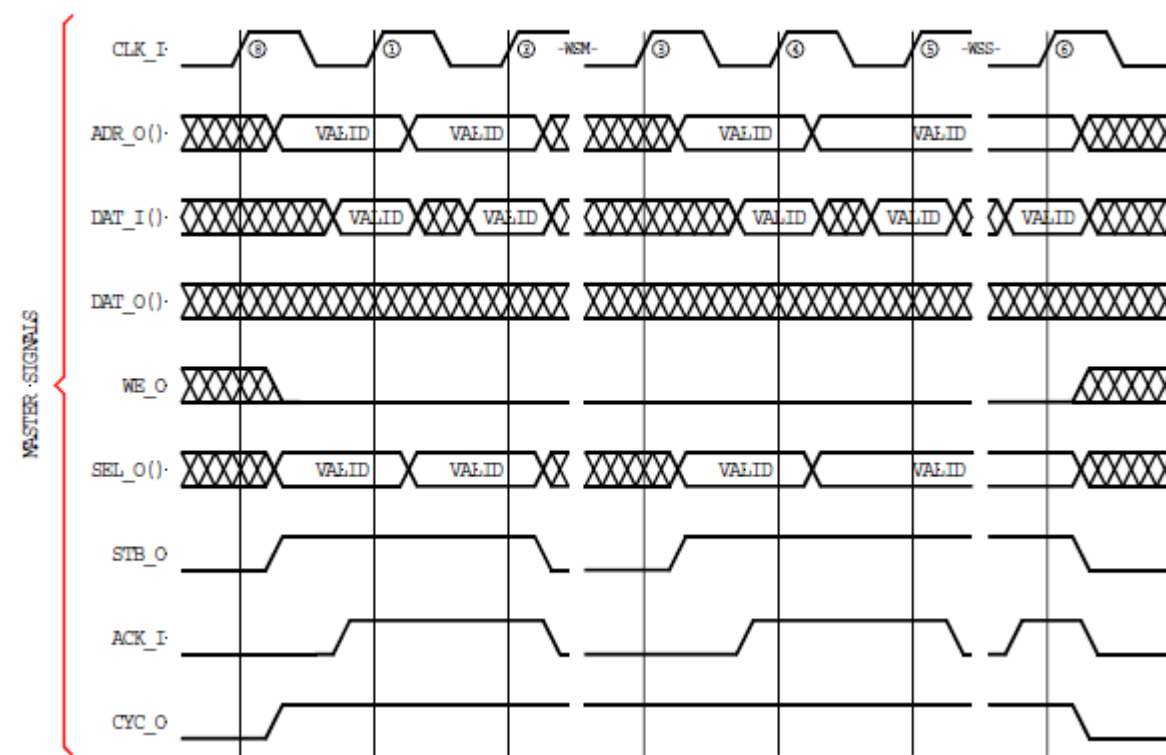 CLK_I
⓪ ① ② -WSM- ③ ④ ⑤ -WSS- ⑥
ADR_O() VALID VALID VALID VALID
DAT_I() VALID VALID VALID VALID VALID
DAT_O()
WE_O
SEL_O() VALID VALID VALID VALID
STB_O
ACK_I
CYC_O
MASTER SIGNALS